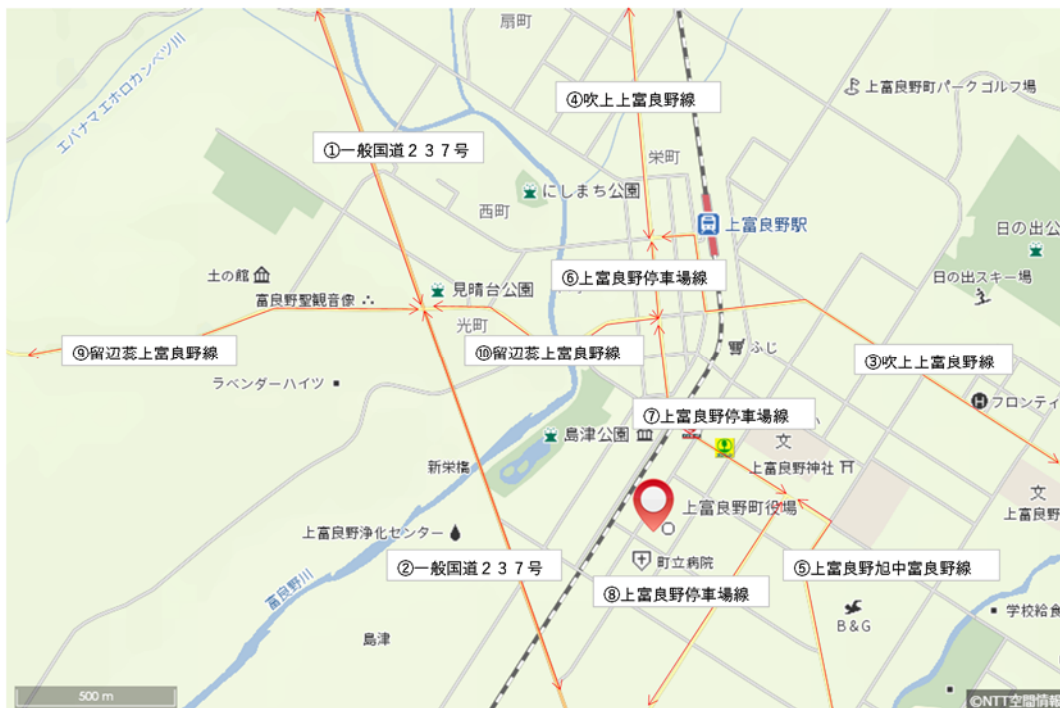 扇町
エバナマエホロカンベツ川
上富良野町パークゴルフ場
④吹上上富良野線
①一般国道２３７号
栄町
にしまち公園
西町
上富良野駅
日の出公
土の館
⑥上富良野停車場線
日の出スキー場
見晴台公園
富良野聖観音像
光町
⑨留辺蘂上富良野線
⑩留辺蘂上富良野線
ふじ
③吹上上富良野線
ラベンダーハイツ
フロンティ
⑦上富良野停車場線
島津公園
文
新栄橋
上富良野神社
文
上富良野町役場
上富良野
上富良野浄化センター
②一般国道２３７号
町立病院
⑤上富良野旭中富良野線
富良野川
⑧上富良野停車場線
学校給食
B＆G
島津
500 m
©NTT空間情報